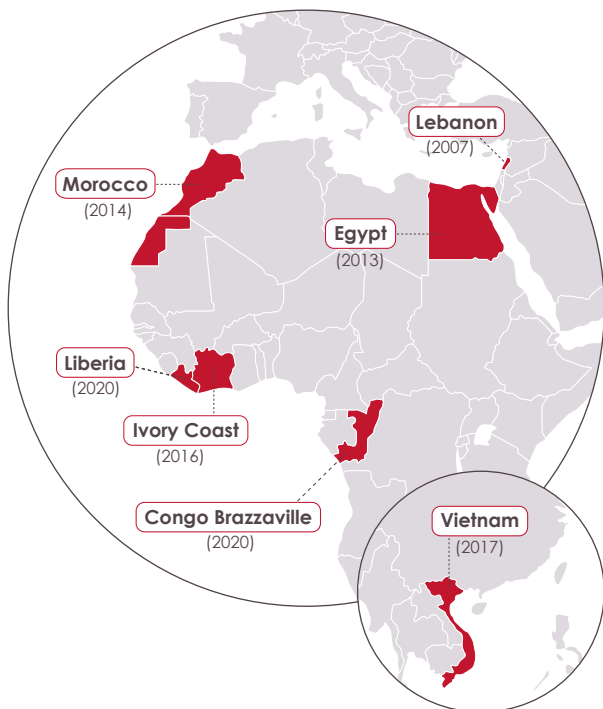 Lebanon
(2007)
Morocco
(2014)
Egypt
(2013)
Liberia
(2020)
Ivory Coast
(2016)
Congo Brazzaville
(2020)
Vietnam
(2017)